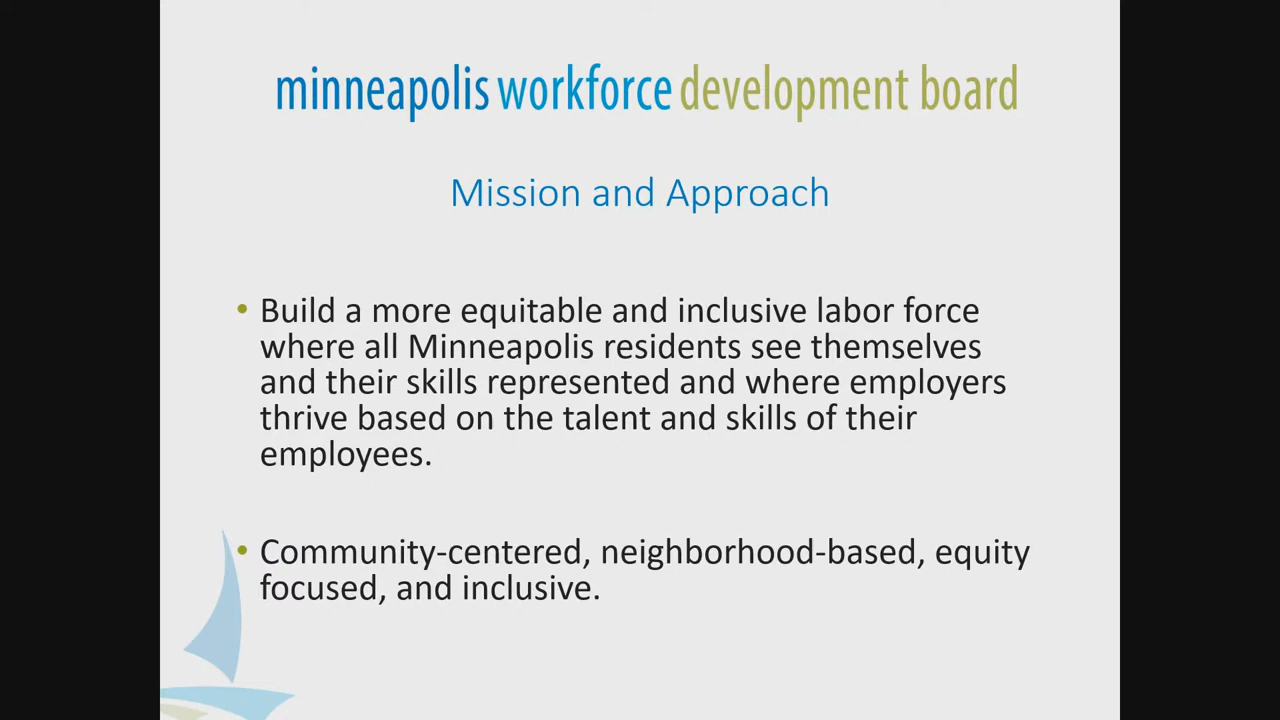 minneapolis workforce development board
Mission and Approach
• Build a more equitable and inclusive labor force
where all Minneapolis residents see themselves
and their skills represented and where employers
thrive based on the talent and skills of their
employees.
• Community-centered, neighborhood-based, equity
focused, and inclusive.